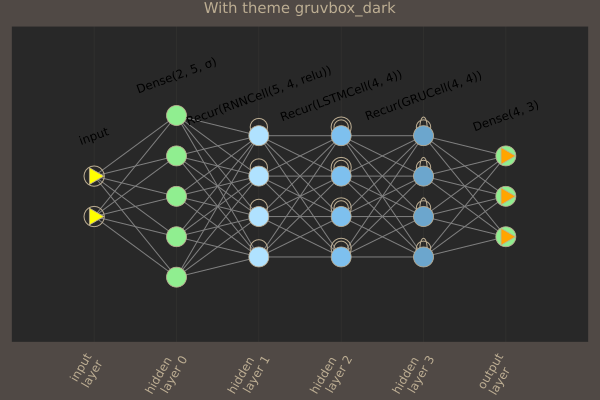 With theme gruvbox_dark
input
Dense(2, 5, σ)
Recur(RNNCell(5, 4, relu))
Recur(LSTMCell(4, 4))
Recur(GRUCell(4, 4))
Dense(4, 3)
input
layer
hidden
layer 0
hidden
layer 1
hidden
layer 2
hidden
layer 3
output
layer